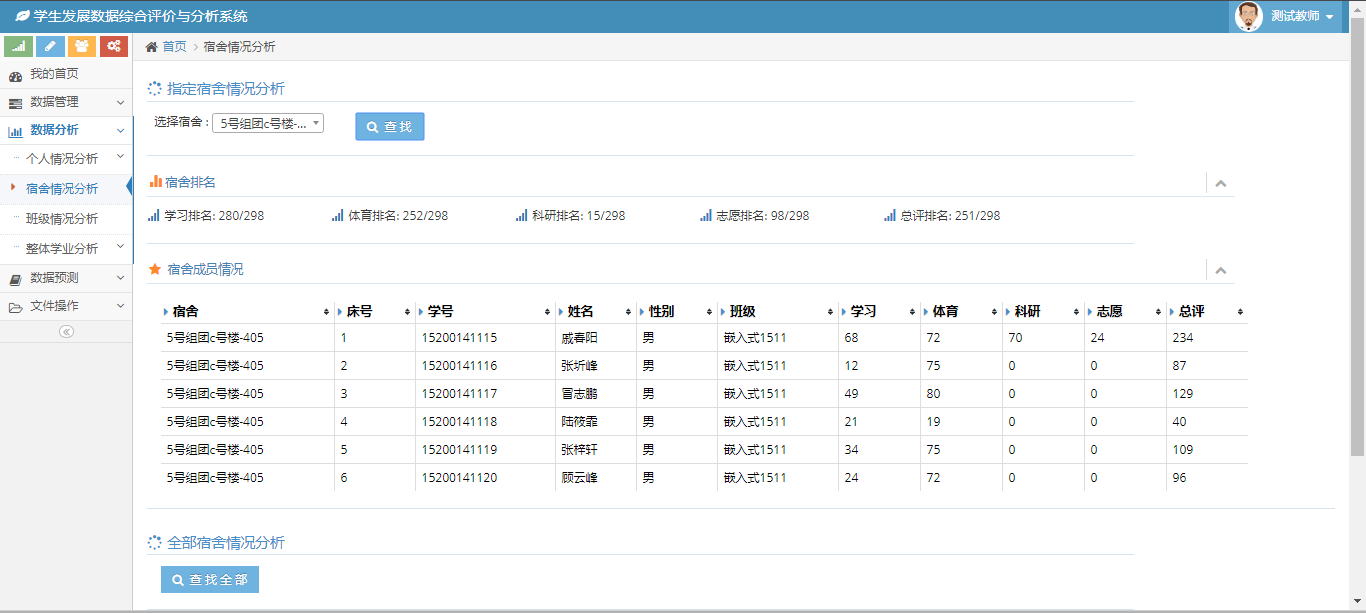 学生发展数据综合评价与分析系统
测试教师
首页 宿舍情况分析
我的首页
数据管理
数据分析
个人情况分析
宿舍情况分析
班级情况分析
整体学业分析
数据预测
文件操作
指定宿舍情况分析
选择宿舍 : 5号组团c号楼-... 查找
宿舍排名
学习排名: 280/298 体育排名: 252/298 科研排名: 15/298 志愿排名: 98/298 总评排名: 251/298
宿舍成员情况
宿舍 床号 学号 姓名 性别 班级 学习 体育 科研 志愿 总评
5号组团c号楼-405 1 15200141115 戚春阳 男 嵌入式1511 68 72 70 24 234
5号组团c号楼-405 2 15200141116 张圻峰 男 嵌入式1511 12 75 0 0 87
5号组团c号楼-405 3 15200141117 冒志鹏 男 嵌入式1511 49 80 0 0 129
5号组团c号楼-405 4 15200141118 陆筱霏 男 嵌入式1511 21 19 0 0 40
5号组团c号楼-405 5 15200141119 张梓轩 男 嵌入式1511 34 75 0 0 109
5号组团c号楼-405 6 15200141120 顾云峰 男 嵌入式1511 24 72 0 0 96
全部宿舍情况分析
查找全部